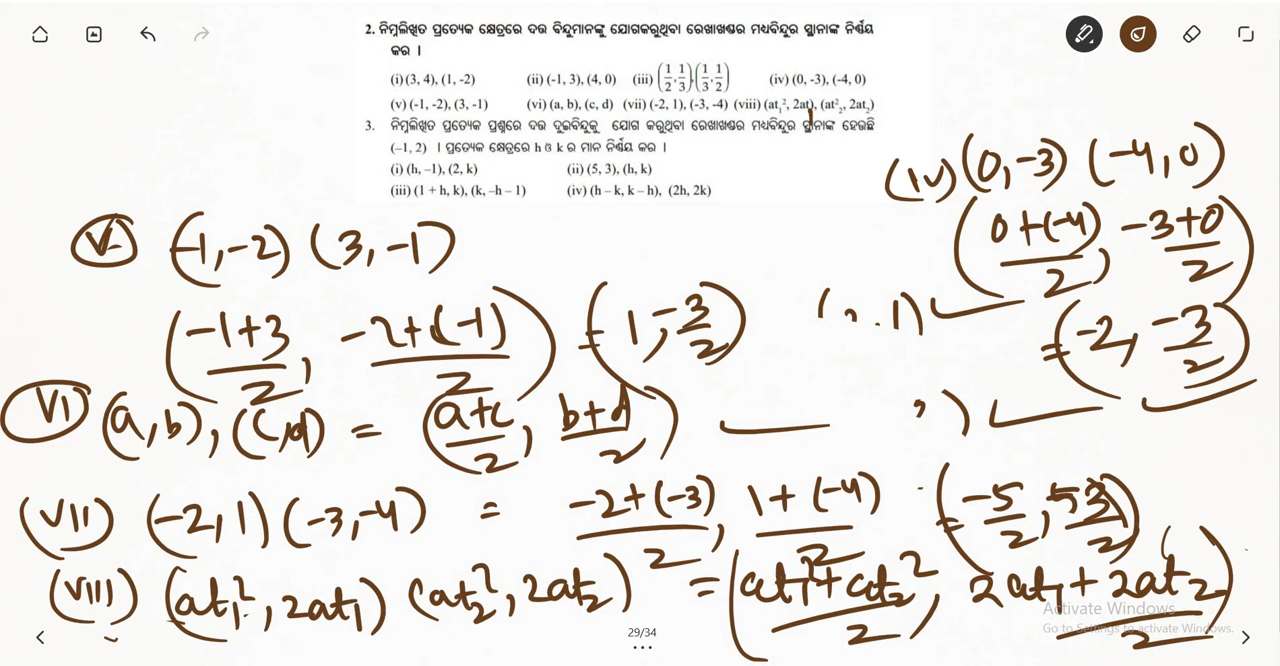 2. ନିମ୍ନଲିଖିତ ପ୍ରତ୍ୟେକ କ୍ଷେତ୍ରରେ ଦତ୍ତ ବିନ୍ଦୁମାନଙ୍କୁ ଯୋଗକରୁଥିବା ରେଖାଖଣ୍ଡର ମଧ୍ୟବିନ୍ଦୁର ସ୍ଥାନାଙ୍କ ନିର୍ଣ୍ଣୟ
କର ।
(i) (3, 4), (1, -2) (ii) (-1, 3), (4, 0) (iii) (1/2, 1/3), (1/3, 1/2) (iv) (0, -3), (-4, 0)
(v) (-1, -2), (3, -1) (vi) (a, b), (c, d) (vii) (-2, 1), (-3, -4) (viii) (at₁², 2at), (at²₂, 2at₂)
3. ନିମ୍ନଲିଖିତ ପ୍ରତ୍ୟେକ ପ୍ରଶ୍ନରେ ଦତ୍ତ ଦୁଇବିନ୍ଦୁକୁ ଯୋଗ କରୁଥିବା ରେଖାଖଣ୍ଡର ମଧ୍ୟବିନ୍ଦୁର ସ୍ଥାନାଙ୍କ ହେଉଛି
(–1, 2) । ପ୍ରତ୍ୟେକ କ୍ଷେତ୍ରରେ h ଓ k ର ମାନ ନିର୍ଣ୍ଣୟ କର ।
(i) (h, –1), (2, k) (ii) (5, 3), (h, k)
(iii) (1 + h, k), (k, –h – 1) (iv) (h – k, k – h), (2h, 2k)
(iv) (0, -3) (-4, 0)
(0+(-4)/2, -3+0/2)
= (-2, -3/2)
V (-1, -2) (3, -1)
(-1+3/2, -2+(-1)/2) = (1, -3/2)
VI (a, b), (c, d) = (a+c/2, b+d/2)
(VII) (-2, 1) (-3, -4) = -2+(-3)/2, 1+(-4)/2 = (-5/2, 3/2)
(VIII) (at₁², 2at₁) (at₂², 2at₂) = (at₁²+at₂²/2, 2at₁+2at₂/2)
29/34
Activate Windows
Go to Settings to activate Windows.